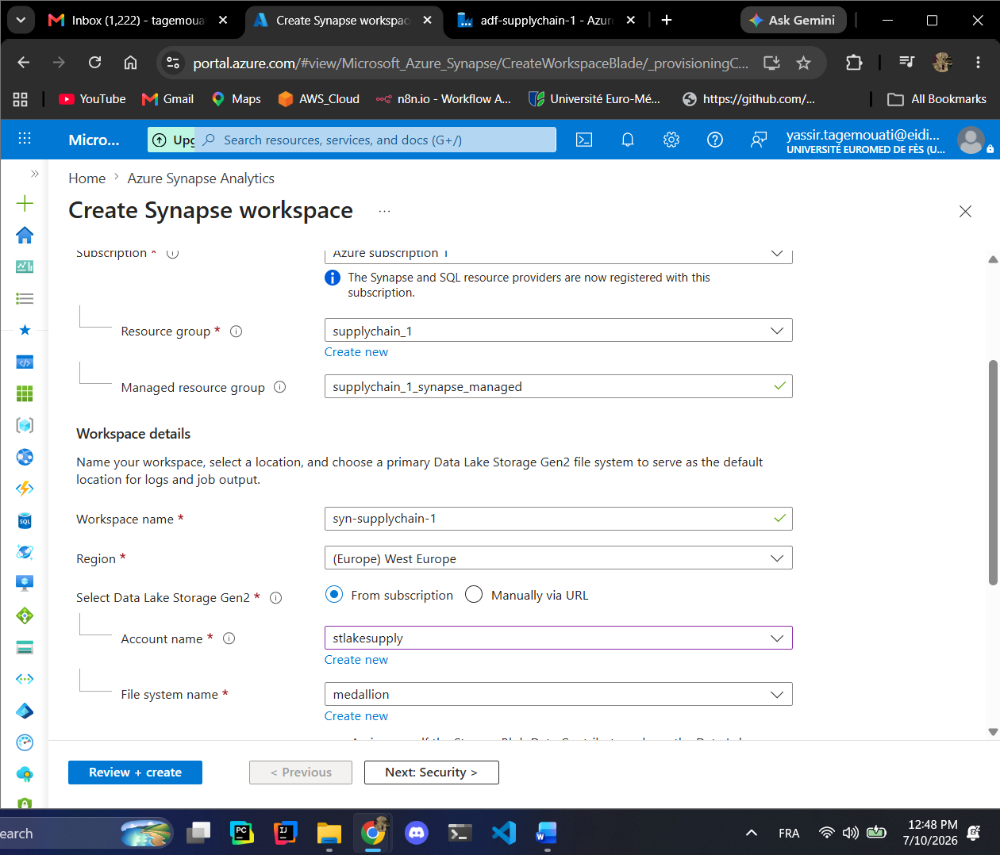 Inbox (1,222) - tagemoua
Create Synapse workspac
adf-supplychain-1 - Azur
Ask Gemini
portal.azure.com/#view/Microsoft_Azure_Synapse/CreateWorkspaceBlade/_provisioningC...
YouTube
Gmail
Maps
AWS_Cloud
n8n.io - Workflow A...
Université Euro-Mé...
https://github.com/...
All Bookmarks
Micro...
Upg
Search resources, services, and docs (G+/)
yassir.tagemouati@eidi...
UNIVERSITÉ EUROMED DE FÈS (U...
Home > Azure Synapse Analytics
Create Synapse workspace ...
Subscription *
Azure subscription 1
The Synapse and SQL resource providers are now registered with this
subscription.
Resource group *
supplychain_1
Create new
Managed resource group
supplychain_1_synapse_managed
Workspace details
Name your workspace, select a location, and choose a primary Data Lake Storage Gen2 file system to serve as the default
location for logs and job output.
Workspace name *
syn-supplychain-1
Region *
(Europe) West Europe
Select Data Lake Storage Gen2 *
From subscription
Manually via URL
Account name *
stlakesupply
Create new
File system name *
medallion
Create new
Review + create
< Previous
Next: Security >
earch
FRA
12:48 PM
7/10/2026